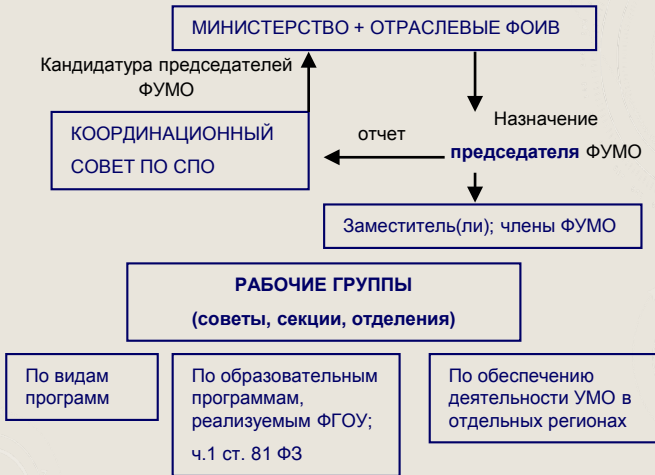 МИНИСТЕРСТВО + ОТРАСЛЕВЫЕ ФОИВ
Кандидатура председателей
ФУМО
КООРДИНАЦИОННЫЙ
СОВЕТ ПО СПО
отчет
Назначение
председателя ФУМО
Заместитель(ли); члены ФУМО
РАБОЧИЕ ГРУППЫ
(советы, секции, отделения)
По видам
программ
По образовательным
программам,
реализуемым ФГОУ;
ч.1 ст. 81 ФЗ
По обеспечению
деятельности УМО в
отдельных регионах